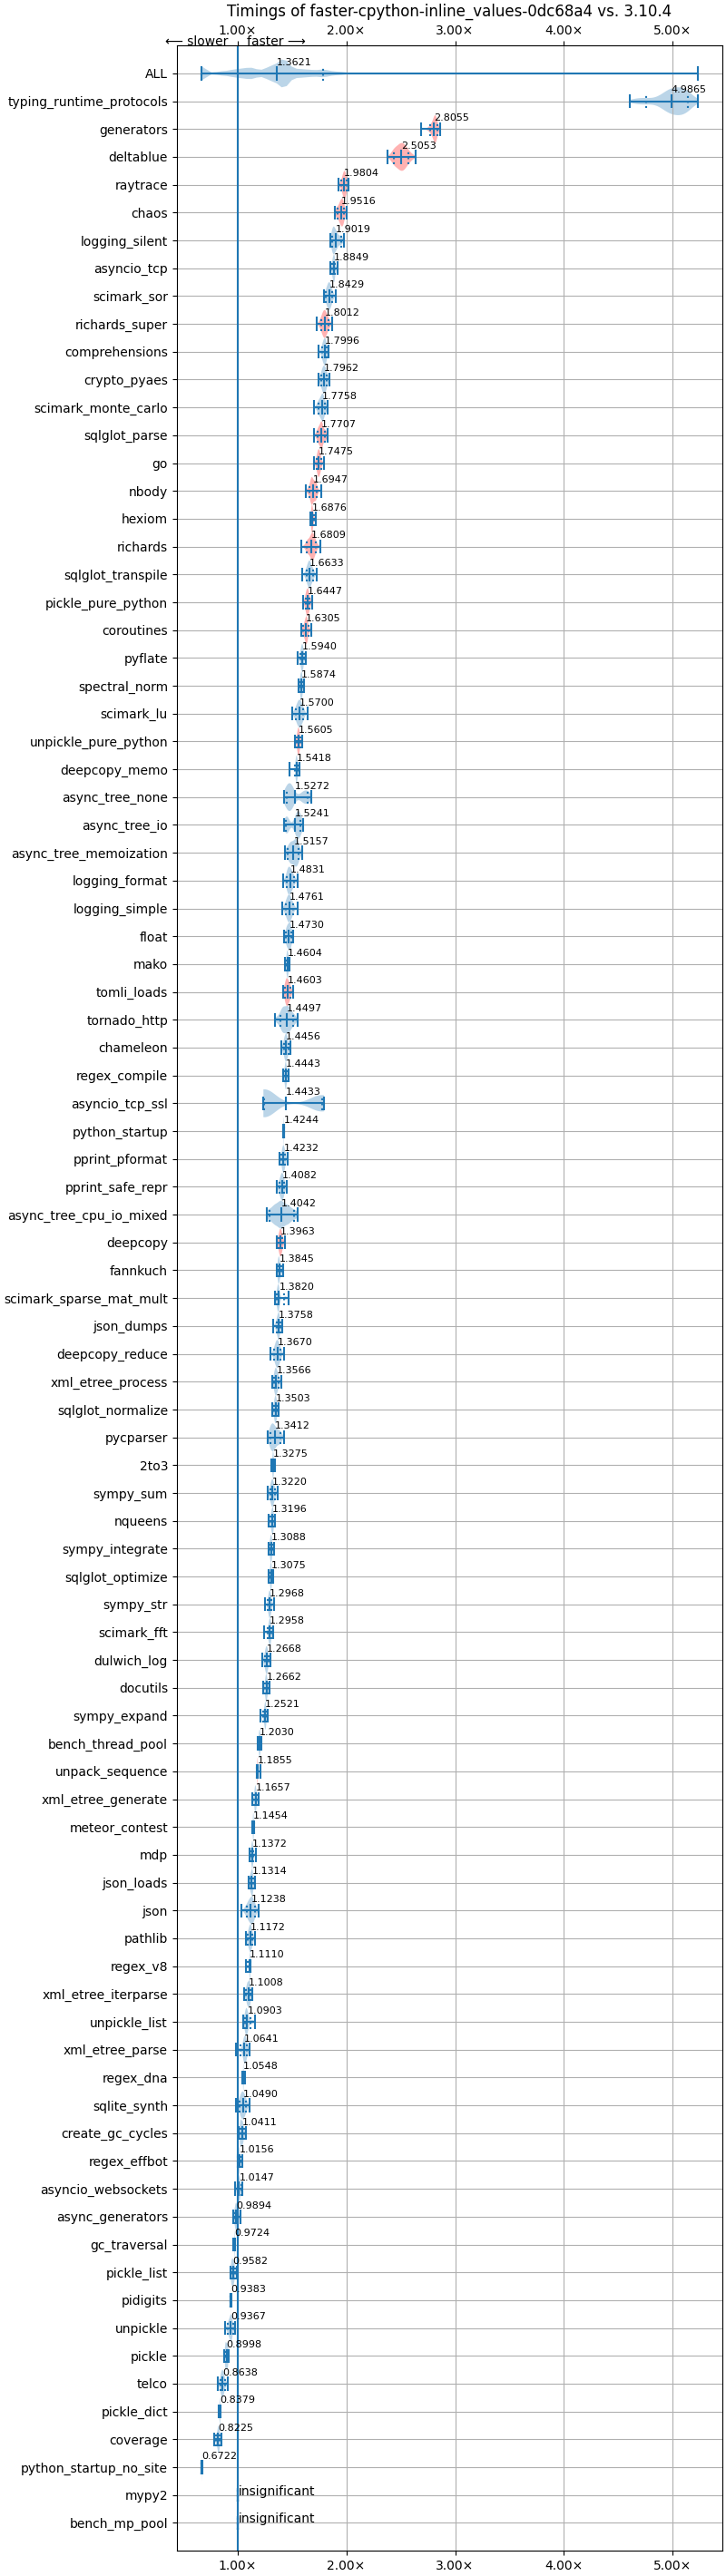 Timings of faster-cpython-inline_values-0dc68a4 vs. 3.10.4
1.00× 2.00× 3.00× 4.00× 5.00×
⟵ slower faster ⟶
ALL 1.3621
typing_runtime_protocols 4.9865
generators 2.8055
deltablue 2.5053
raytrace 1.9804
chaos 1.9516
logging_silent 1.9019
asyncio_tcp 1.8849
scimark_sor 1.8429
richards_super 1.8012
comprehensions 1.7996
crypto_pyaes 1.7962
scimark_monte_carlo 1.7758
sqlglot_parse 1.7707
go 1.7475
nbody 1.6947
hexiom 1.6876
richards 1.6809
sqlglot_transpile 1.6633
pickle_pure_python 1.6447
coroutines 1.6305
pyflate 1.5940
spectral_norm 1.5874
scimark_lu 1.5700
unpickle_pure_python 1.5605
deepcopy_memo 1.5418
async_tree_none 1.5272
async_tree_io 1.5241
async_tree_memoization 1.5157
logging_format 1.4831
logging_simple 1.4761
float 1.4730
mako 1.4604
tomli_loads 1.4603
tornado_http 1.4497
chameleon 1.4456
regex_compile 1.4443
asyncio_tcp_ssl 1.4433
python_startup 1.4244
pprint_pformat 1.4232
pprint_safe_repr 1.4082
async_tree_cpu_io_mixed 1.4042
deepcopy 1.3963
fannkuch 1.3845
scimark_sparse_mat_mult 1.3820
json_dumps 1.3758
deepcopy_reduce 1.3670
xml_etree_process 1.3566
sqlglot_normalize 1.3503
pycparser 1.3412
2to3 1.3275
sympy_sum 1.3220
nqueens 1.3196
sympy_integrate 1.3088
sqlglot_optimize 1.3075
sympy_str 1.2968
scimark_fft 1.2958
dulwich_log 1.2668
docutils 1.2662
sympy_expand 1.2521
bench_thread_pool 1.2030
unpack_sequence 1.1855
xml_etree_generate 1.1657
meteor_contest 1.1454
mdp 1.1372
json_loads 1.1314
json 1.1238
pathlib 1.1172
regex_v8 1.1110
xml_etree_iterparse 1.1008
unpickle_list 1.0903
xml_etree_parse 1.0641
regex_dna 1.0548
sqlite_synth 1.0490
create_gc_cycles 1.0411
regex_effbot 1.0156
asyncio_websockets 1.0147
async_generators 0.9894
gc_traversal 0.9724
pickle_list 0.9582
pidigits 0.9383
unpickle 0.9367
pickle 0.8998
telco 0.8638
pickle_dict 0.8379
coverage 0.8225
python_startup_no_site 0.6722
mypy2 insignificant
bench_mp_pool insignificant
1.00× 2.00× 3.00× 4.00× 5.00×